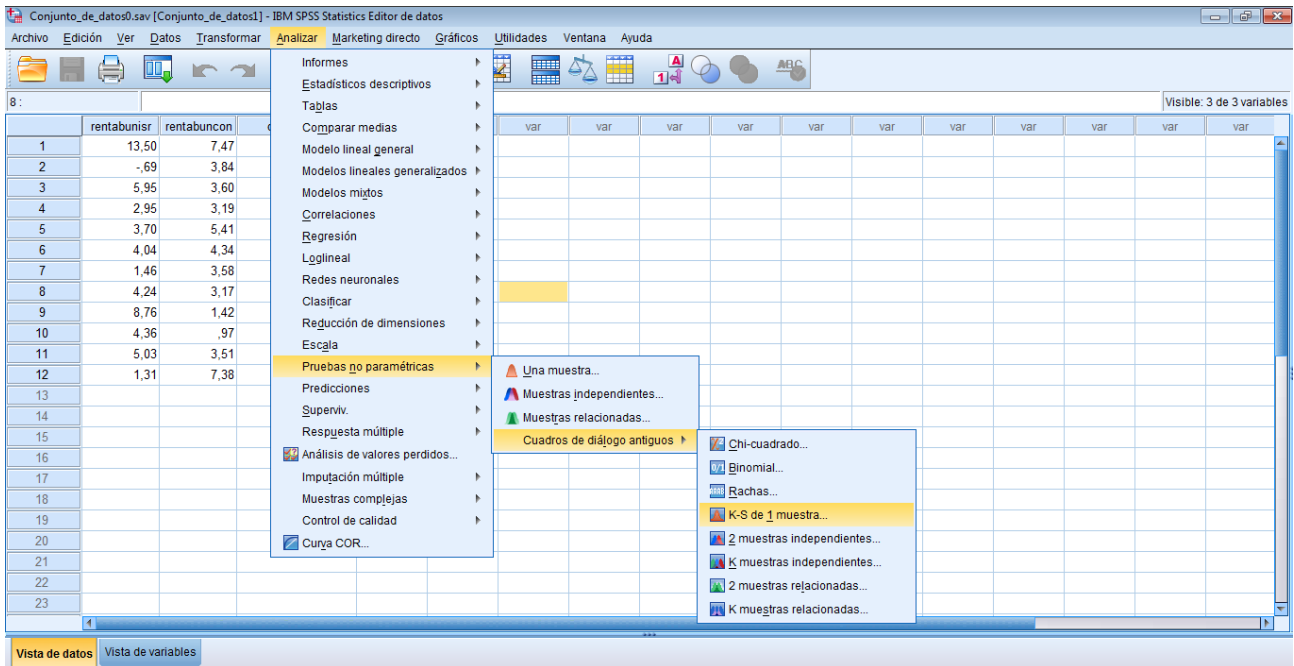 Conjunto_de_datos0.sav [Conjunto_de_datos1] - IBM SPSS Statistics Editor de datos
Archivo Edición Ver Datos Transformar Analizar Marketing directo Gráficos Utilidades Ventana Ayuda
8 :
Visible: 3 de 3 variables
rentabunisr rentabuncon var var var var var var var var var var var
1 13,50 7,47
2 -,69 3,84
3 5,95 3,60
4 2,95 3,19
5 3,70 5,41
6 4,04 4,34
7 1,46 3,58
8 4,24 3,17
9 8,76 1,42
10 4,36 ,97
11 5,03 3,51
12 1,31 7,38
13
14
15
16
17
18
19
20
21
22
23
Informes
Estadísticos descriptivos
Tablas
Comparar medias
Modelo lineal general
Modelos lineales generalizados
Modelos mixtos
Correlaciones
Regresión
Loglineal
Redes neuronales
Clasificar
Reducción de dimensiones
Escala
Pruebas no paramétricas
Predicciones
Superviv.
Respuesta múltiple
Análisis de valores perdidos...
Imputación múltiple
Muestras complejas
Control de calidad
Curva COR...
Una muestra...
Muestras independientes...
Muestras relacionadas...
Cuadros de diálogo antiguos
Chi-cuadrado...
Binomial...
Rachas...
K-S de 1 muestra...
2 muestras independientes...
K muestras independientes...
2 muestras relacionadas...
K muestras relacionadas...
Vista de datos Vista de variables